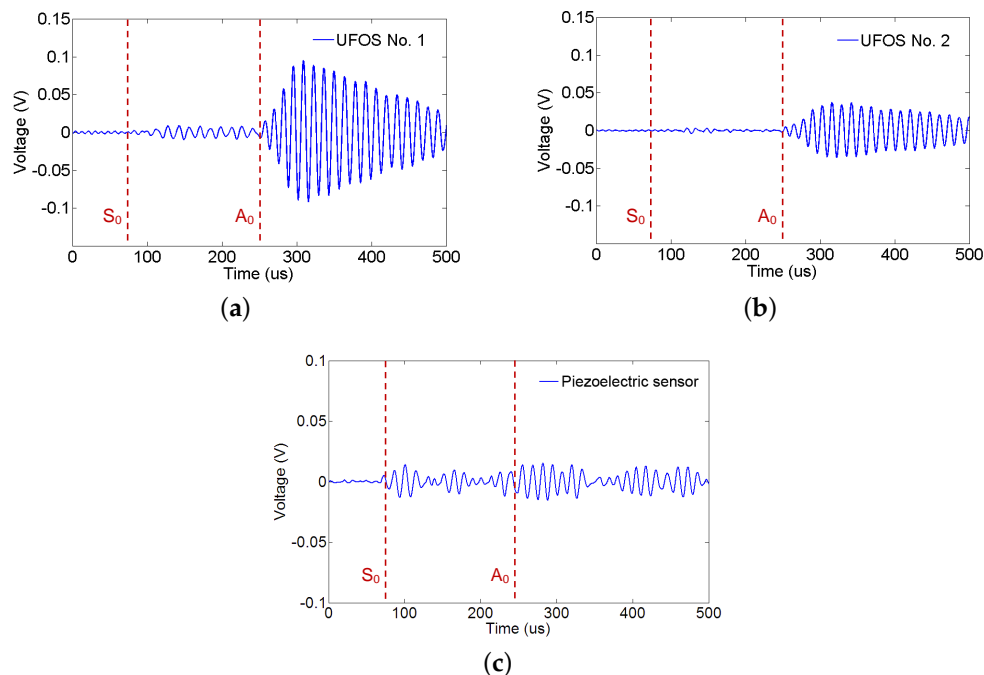 0.15
0.1
0.05
0
-0.05
-0.1
Voltage (V)
UFOS No. 1
S0
A0
0 100 200 300 400 500
Time (us)
(a)
0.15
0.1
0.05
0
-0.05
-0.1
Voltage (V)
UFOS No. 2
S0
A0
0 100 200 300 400 500
Time (us)
(b)
0.1
0.05
0
-0.05
-0.1
Voltage (V)
Piezoelectric sensor
S0
A0
0 100 200 300 400 500
Time (us)
(c)